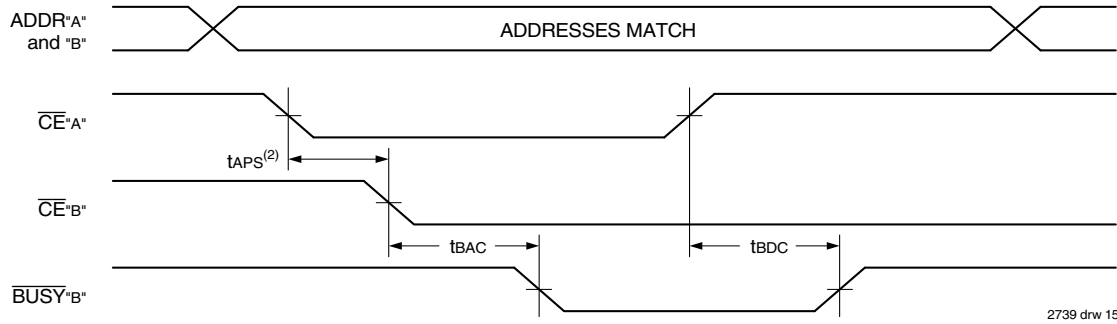 ADDR"A"
and "B"
ADDRESSES MATCH
CE"A"
tAPS(2)
CE"B"
tBAC
tBDC
BUSY"B"
2739 drw 15